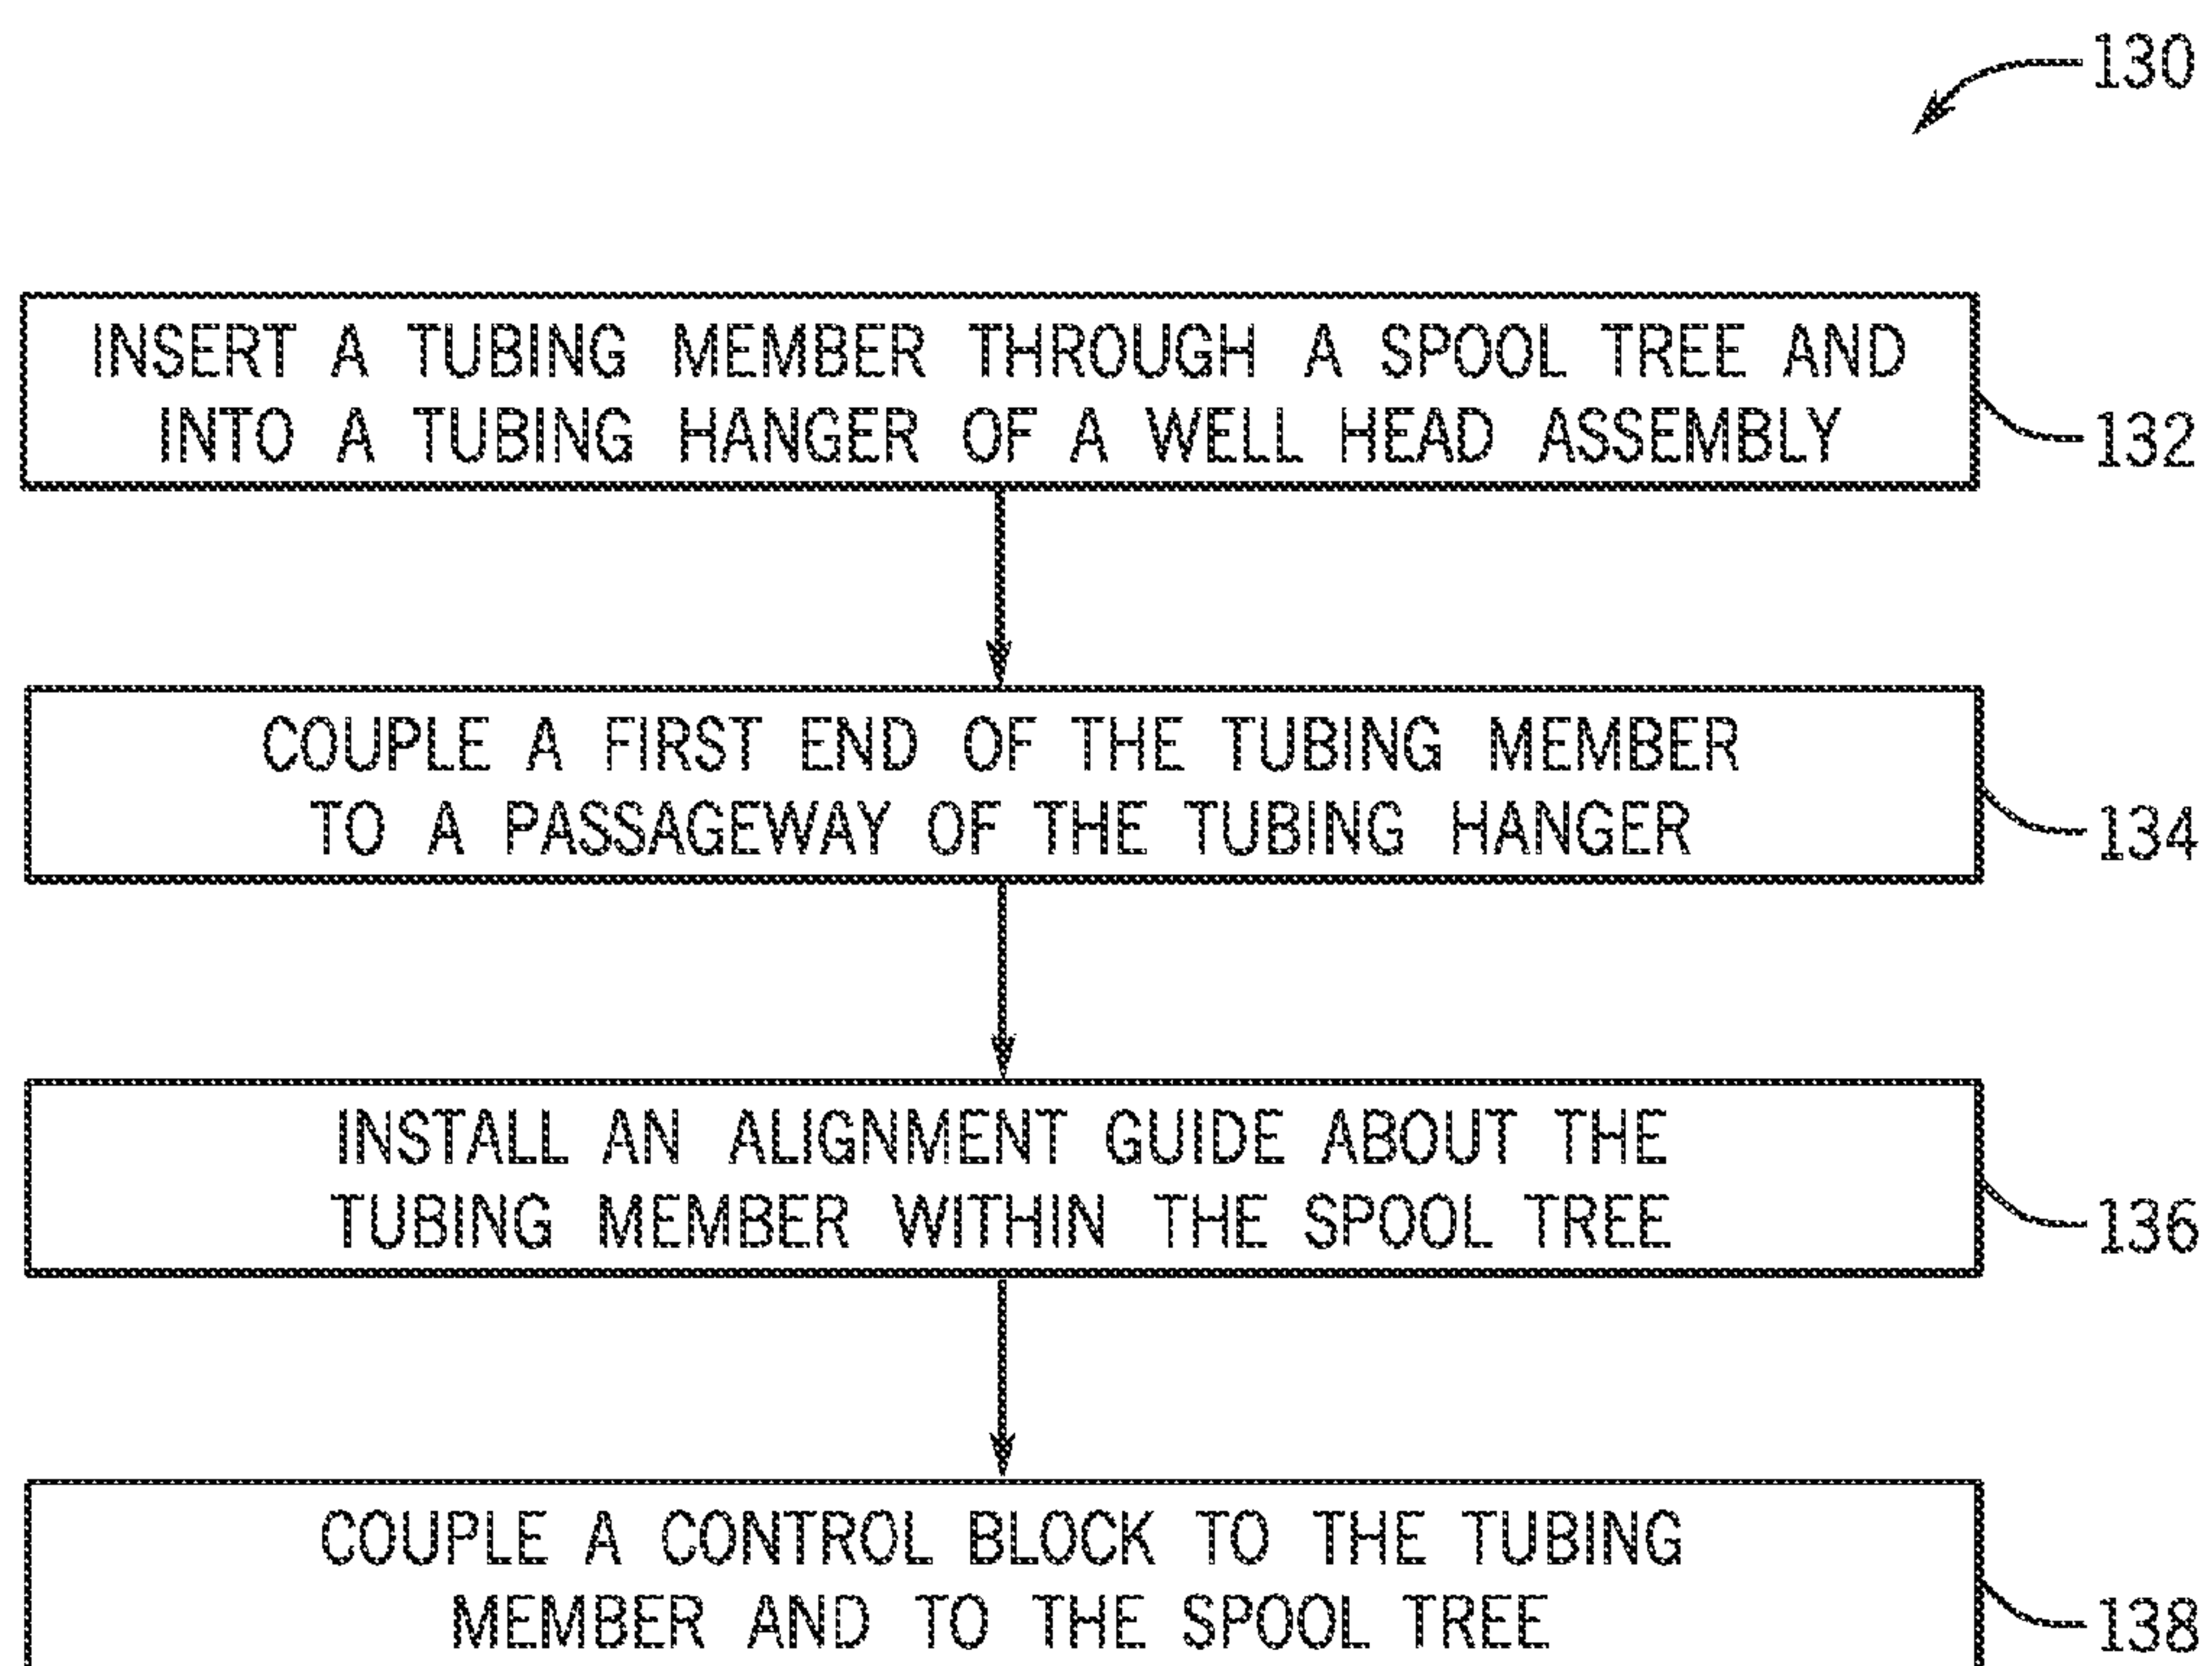 130
INSERT A TUBING MEMBER THROUGH A SPOOL TREE AND
INTO A TUBING HANGER OF A WELL HEAD ASSEMBLY
132
COUPLE A FIRST END OF THE TUBING MEMBER
TO A PASSAGEWAY OF THE TUBING HANGER
134
INSTALL AN ALIGNMENT GUIDE ABOUT THE
TUBING MEMBER WITHIN THE SPOOL TREE
136
COUPLE A CONTROL BLOCK TO THE TUBING
MEMBER AND TO THE SPOOL TREE
138